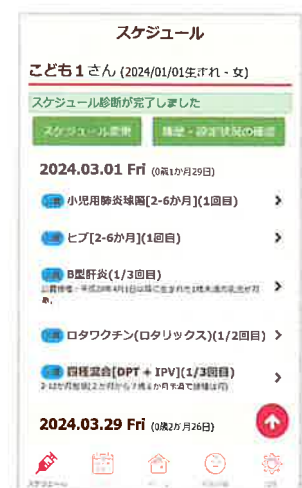 スケジュール
こども1さん (2024/01/01生まれ - 女)
スケジュール診断が完了しました
スケジュール変更 履歴・設定状況の確認
2024.03.01 Fri (0歳1か月29日)
小児用肺炎球菌[2-6か月](1回目)
ヒブ[2-6か月](1回目)
B型肝炎(1/3回目)
ロタワクチン(ロタリックス)(1/2回目)
四種混合[DPT + IPV](1/3回目)
2024.03.29 Fri (0歳2か月26日)
スケジュール